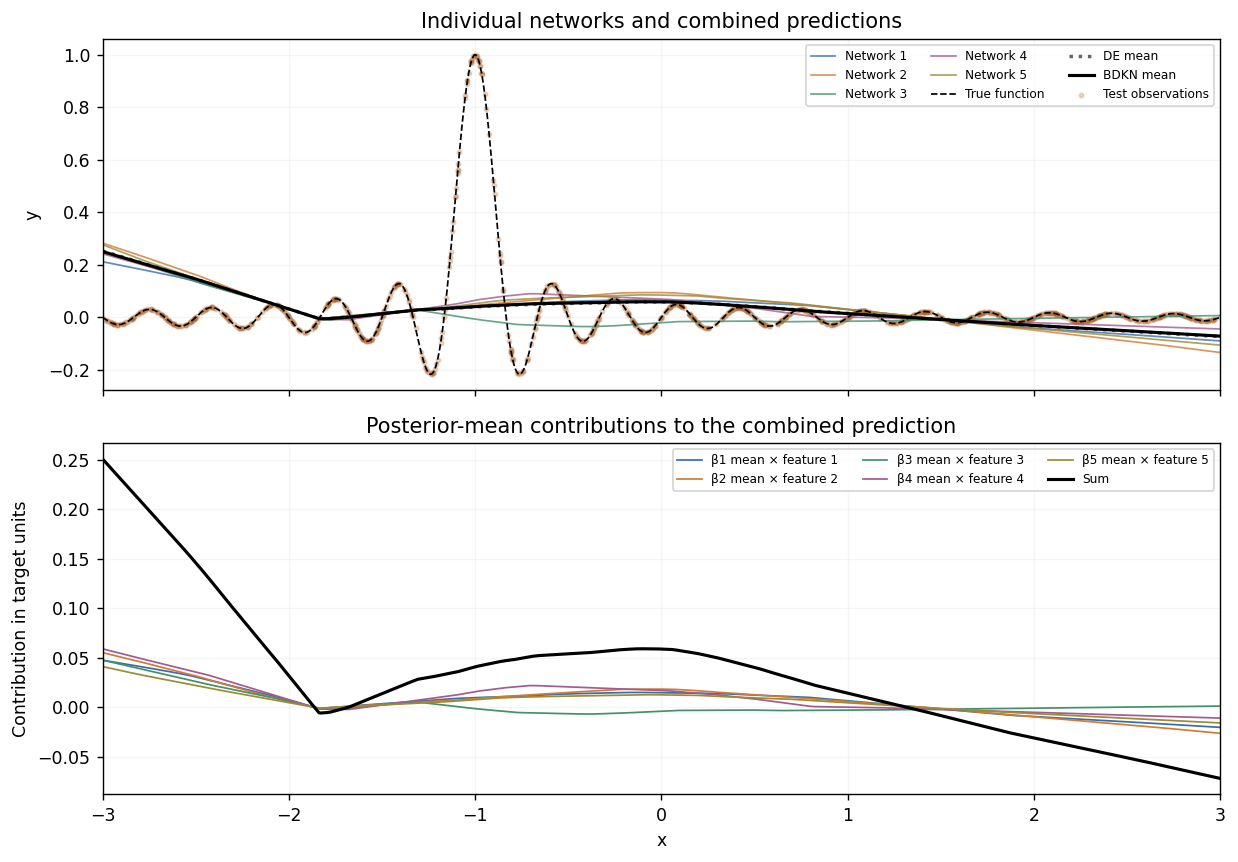 Individual networks and combined predictions
Network 1 Network 4 DE mean
Network 2 Network 5 BDKN mean
Network 3 True function Test observations
1.0
0.8
0.6
0.4
0.2
0.0
−0.2
y
Posterior-mean contributions to the combined prediction
β1 mean × feature 1 β3 mean × feature 3 β5 mean × feature 5
β2 mean × feature 2 β4 mean × feature 4 Sum
0.25
0.20
0.15
0.10
0.05
0.00
−0.05
Contribution in target units
−3 −2 −1 0 1 2 3
x